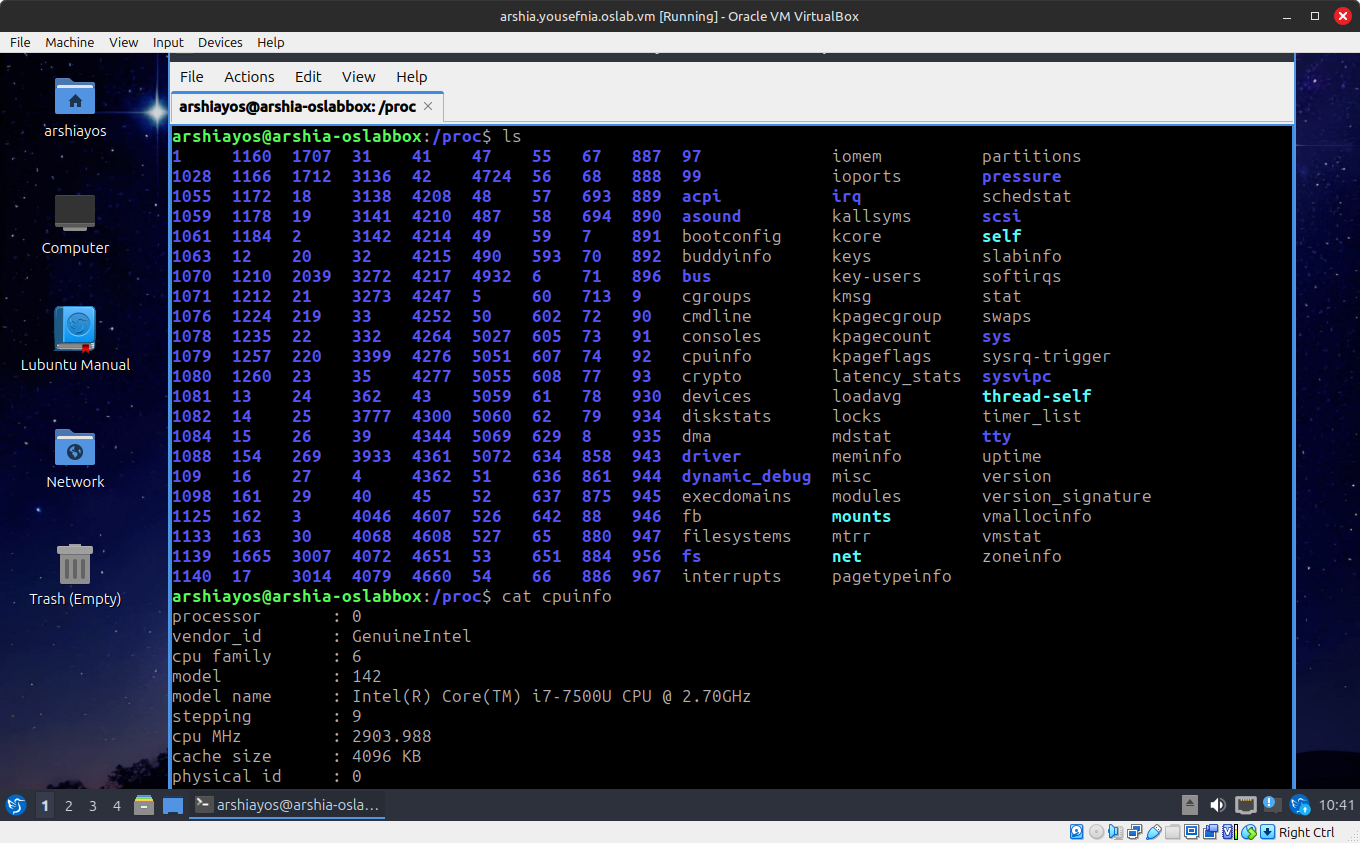 arshia.yousefnia.oslab.vm [Running] - Oracle VM VirtualBox
File Machine View Input Devices Help
File Actions Edit View Help
arshiayos@arshia-oslabbox: /proc
arshiayos
Computer
Lubuntu Manual
Network
Trash (Empty)
arshiayos@arshia-oslabbox:/proc$ ls
1 1160 1707 31 41 47 55 67 887 97 iomem partitions
1028 1166 1712 3136 42 4724 56 68 888 99 ioports pressure
1055 1172 18 3138 4208 48 57 693 889 acpi irq schedstat
1059 1178 19 3141 4210 487 58 694 890 asound kallsyms scsi
1061 1184 2 3142 4214 49 59 7 891 bootconfig kcore self
1063 12 20 32 4215 490 593 70 892 buddyinfo keys slabinfo
1070 1210 2039 3272 4217 4932 6 71 896 bus key-users softirqs
1071 1212 21 3273 4247 5 60 713 9 cgroups kmsg stat
1076 1224 219 33 4252 50 602 72 90 cmdline kpagecgroup swaps
1078 1235 22 332 4264 5027 605 73 91 consoles kpagecount sys
1079 1257 220 3399 4276 5051 607 74 92 cpuinfo kpageflags sysrq-trigger
1080 1260 23 35 4277 5055 608 77 93 crypto latency_stats sysvipc
1081 13 24 362 43 5059 61 78 930 devices loadavg thread-self
1082 14 25 3777 4300 5060 62 79 934 diskstats locks timer_list
1084 15 26 39 4344 5069 629 8 935 dma mdstat tty
1088 154 269 3933 4361 5072 634 858 943 driver meminfo uptime
109 16 27 4 4362 51 636 861 944 dynamic_debug misc version
1098 161 29 40 45 52 637 875 945 execdomains modules version_signature
1125 162 3 4046 4607 526 642 88 946 fb mounts vmallocinfo
1133 163 30 4068 4608 527 65 880 947 filesystems mtrr vmstat
1139 1665 3007 4072 4651 53 651 884 956 fs net zoneinfo
1140 17 3014 4079 4660 54 66 886 967 interrupts pagetypeinfo
arshiayos@arshia-oslabbox:/proc$ cat cpuinfo
processor : 0
vendor_id : GenuineIntel
cpu family : 6
model : 142
model name : Intel(R) Core(TM) i7-7500U CPU @ 2.70GHz
stepping : 9
cpu MHz : 2903.988
cache size : 4096 KB
physical id : 0
1 2 3 4 arshiayos@arshia-osla... 10:41
Right Ctrl